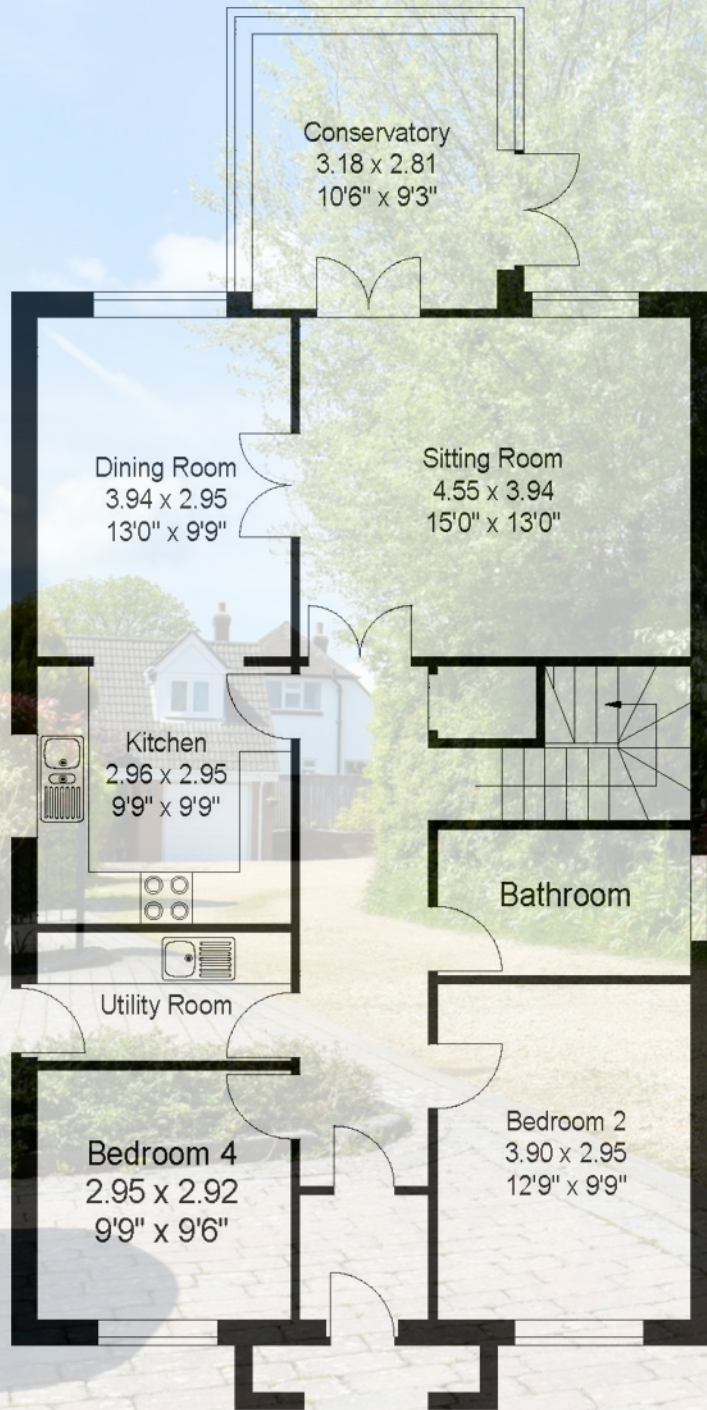 Conservatory
3.18 x 2.81
10'6" x 9'3"
Dining Room
3.94 x 2.95
13'0" x 9'9"
Sitting Room
4.55 x 3.94
15'0" x 13'0"
Kitchen
2.96 x 2.95
9'9" x 9'9"
Bathroom
Utility Room
Bedroom 4
2.95 x 2.92
9'9" x 9'6"
Bedroom 2
3.90 x 2.95
12'9" x 9'9"